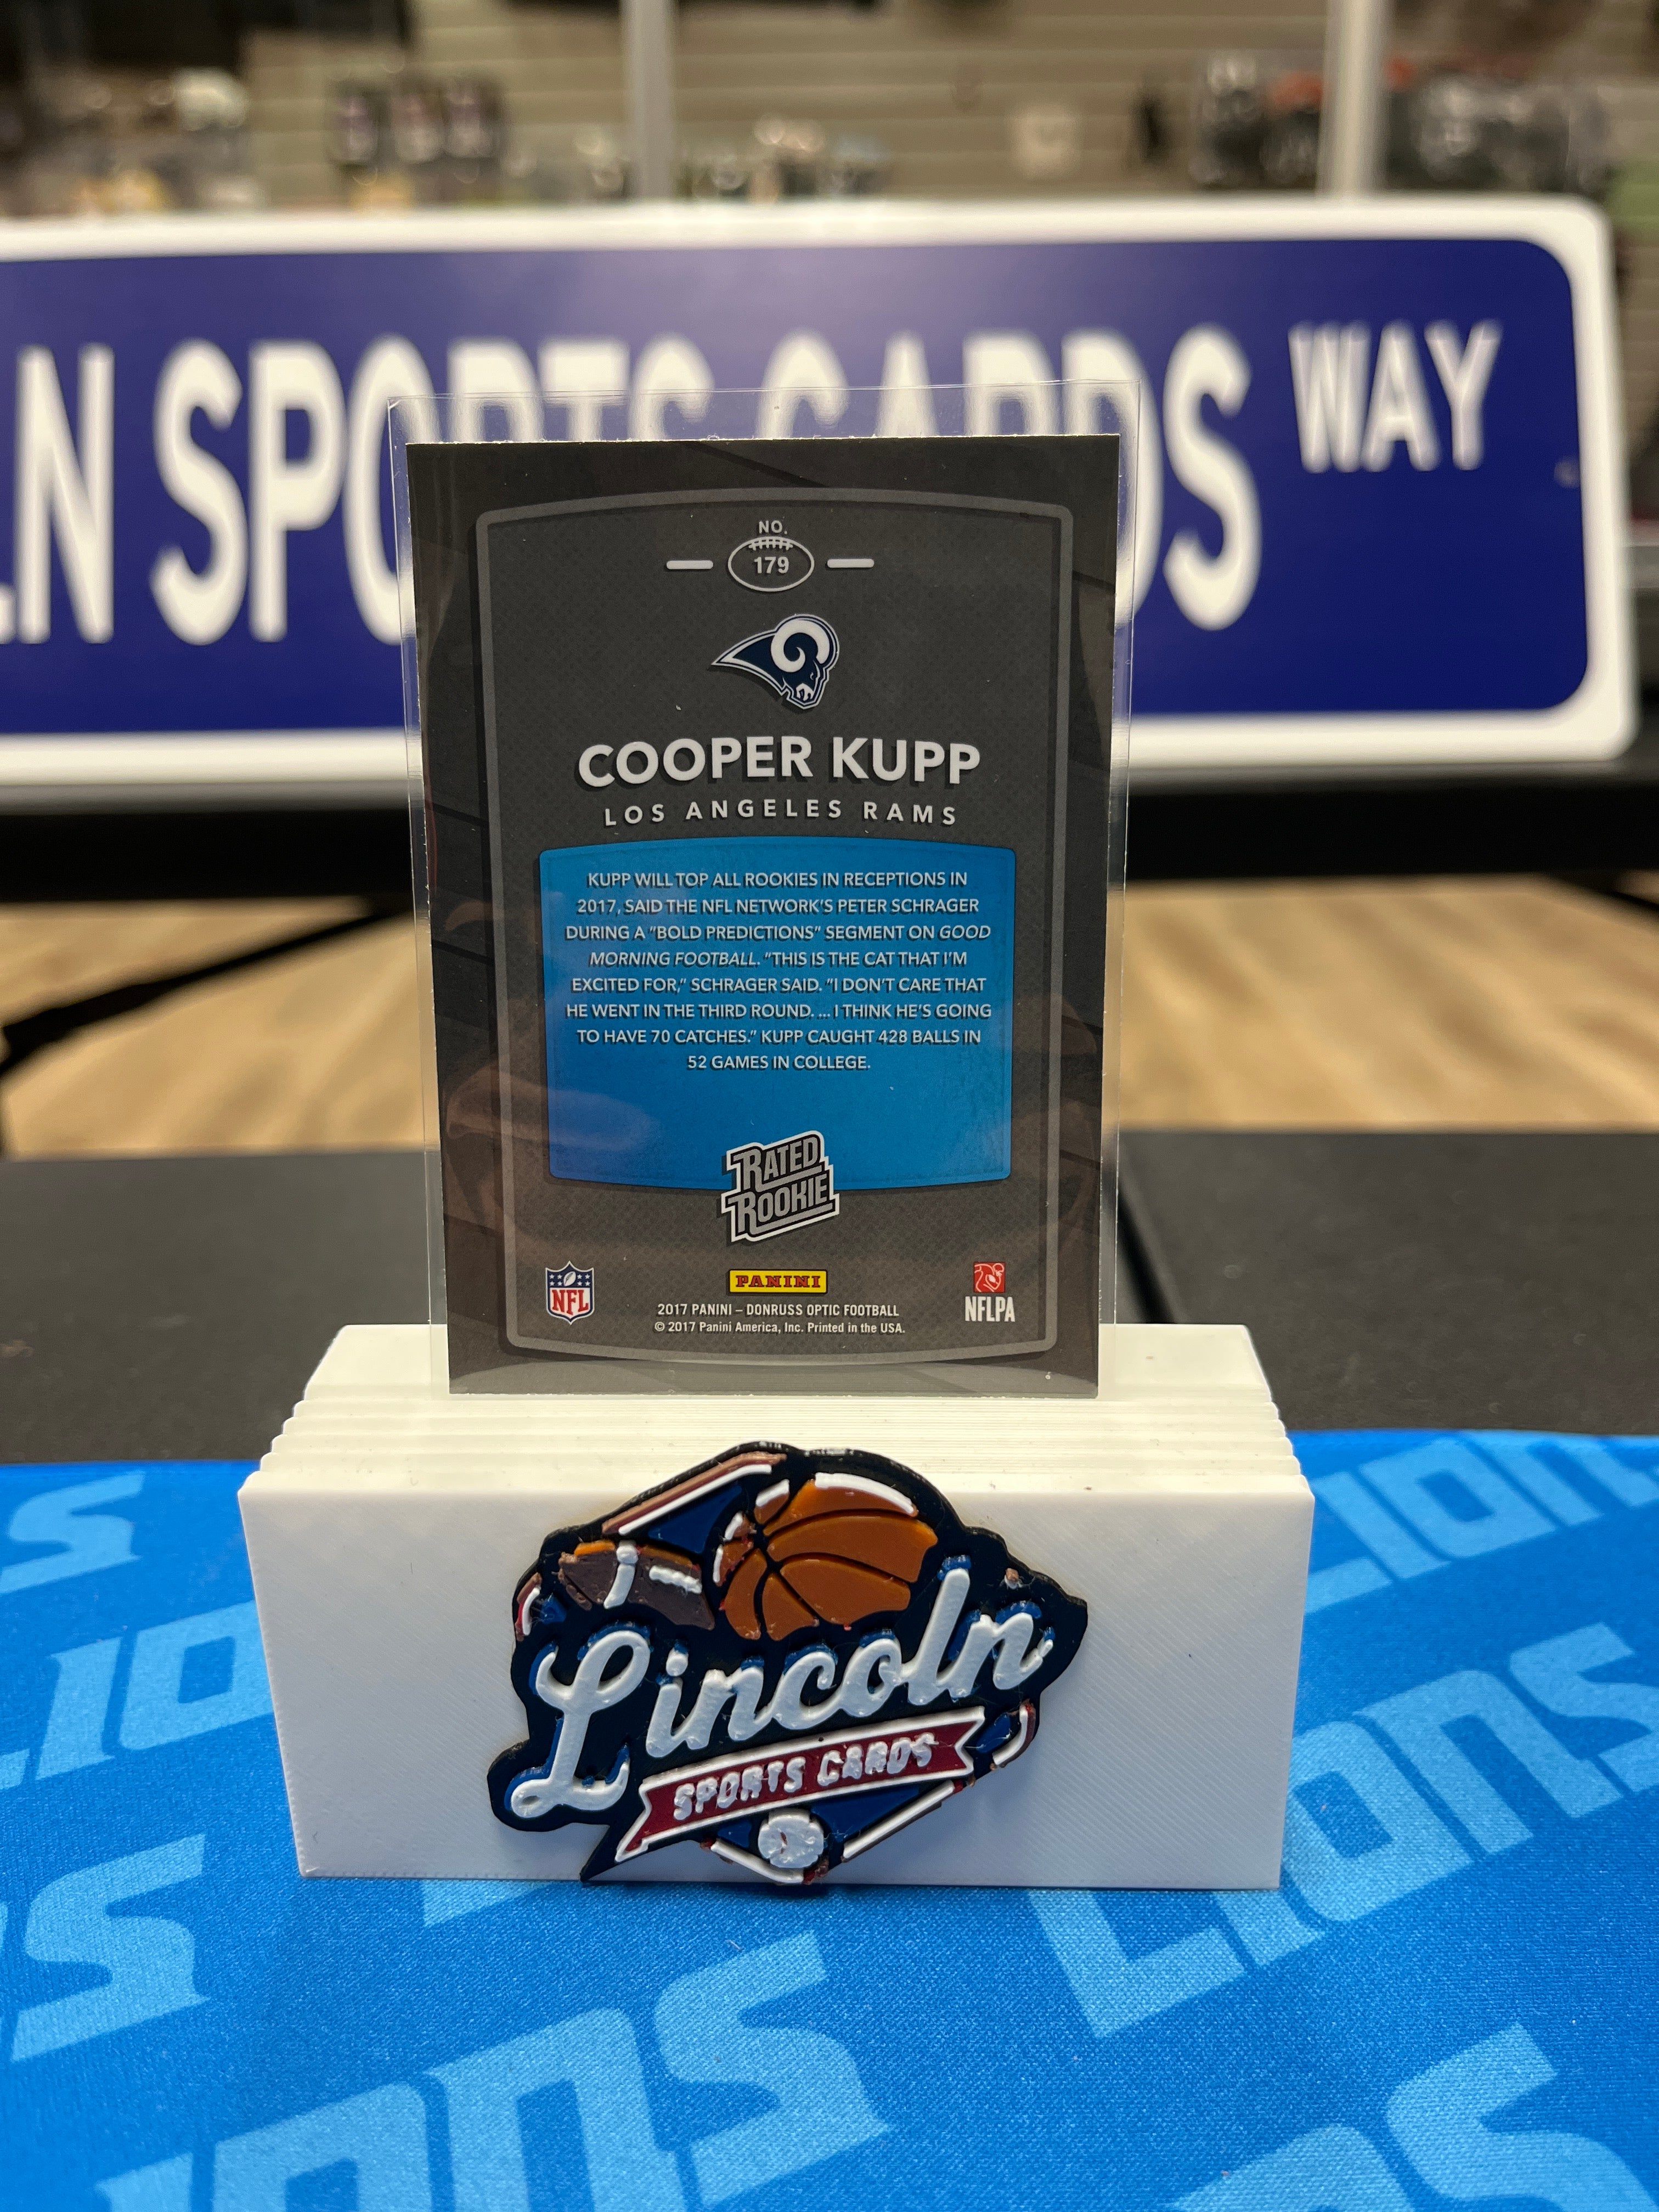 LN SPORTS CARDS WAY
NO.
179
COOPER KUPP
LOS ANGELES RAMS
KUPP WILL TOP ALL ROOKIES IN RECEPTIONS IN
2017, SAID THE NFL NETWORK'S PETER SCHRAGER
DURING A "BOLD PREDICTIONS" SEGMENT ON GOOD
MORNING FOOTBALL. "THIS IS THE CAT THAT I'M
EXCITED FOR," SCHRAGER SAID. "I DON'T CARE THAT
HE WENT IN THE THIRD ROUND. ... I THINK HE'S GOING
TO HAVE 70 CATCHES." KUPP CAUGHT 428 BALLS IN
52 GAMES IN COLLEGE.
RATED
ROOKIE
NFL
PANINI
NFLPA
2017 PANINI – DONRUSS OPTIC FOOTBALL
© 2017 Panini America, Inc. Printed in the USA.
Lincoln
SPORTS CARDS
LIONS
LIONS
LIONS
LIONS